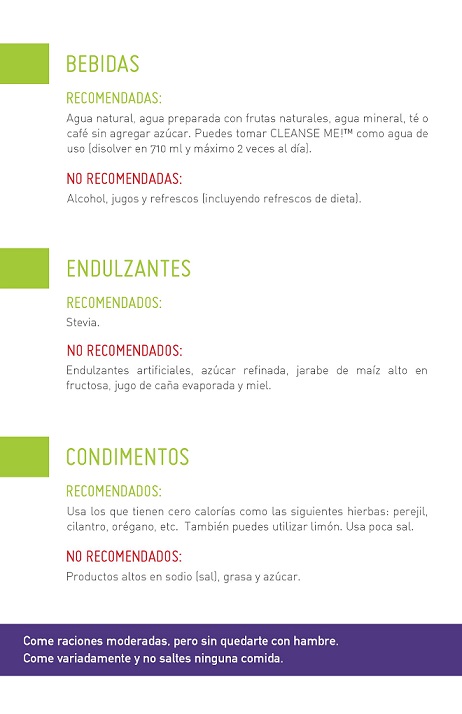 BEBIDAS
RECOMENDADAS:
Agua natural, agua preparada con frutas naturales, agua mineral, té o
café sin agregar azúcar. Puedes tomar CLEANSE ME!™ como agua de
uso (disolver en 710 ml y máximo 2 veces al día).
NO RECOMENDADAS:
Alcohol, jugos y refrescos (incluyendo refrescos de dieta).
ENDULZANTES
RECOMENDADOS:
Stevia.
NO RECOMENDADOS:
Endulzantes artificiales, azúcar refinada, jarabe de maíz alto en
fructosa, jugo de caña evaporada y miel.
CONDIMENTOS
RECOMENDADOS:
Usa los que tienen cero calorías como las siguientes hierbas: perejil,
cilantro, orégano, etc. También puedes utilizar limón. Usa poca sal.
NO RECOMENDADOS:
Productos altos en sodio (sal), grasa y azúcar.
Come raciones moderadas, pero sin quedarte con hambre.
Come variadamente y no saltes ninguna comida.